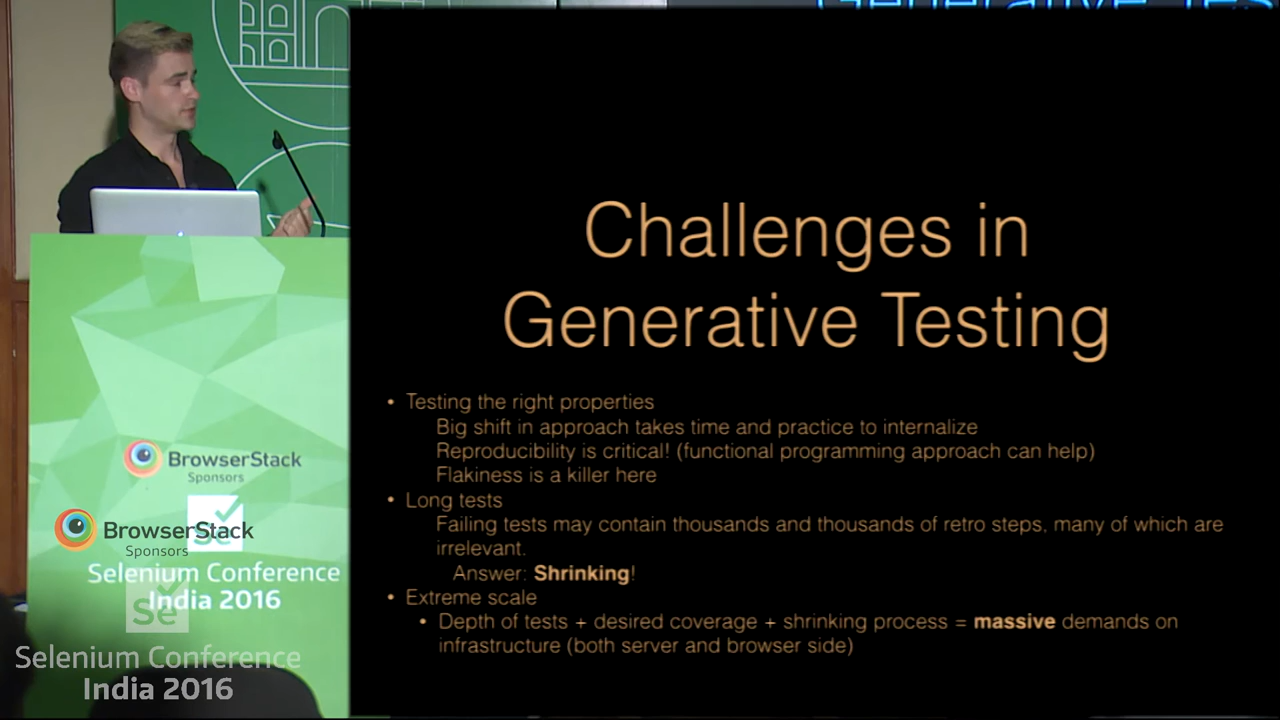 Generative Tes
Challenges in
Generative Testing
• Testing the right properties
Big shift in approach takes time and practice to internalize
Reproducibility is critical! (functional programming approach can help)
Flakiness is a killer here
• Long tests
Failing tests may contain thousands and thousands of retro steps, many of which are
irrelevant.
Answer: Shrinking!
• Extreme scale
• Depth of tests + desired coverage + shrinking process = massive demands on
infrastructure (both server and browser side)
BrowserStack
Sponsors
Se
BrowserStack
Sponsors
Selenium Conference
India 2016
Se
Selenium Conference
India 2016